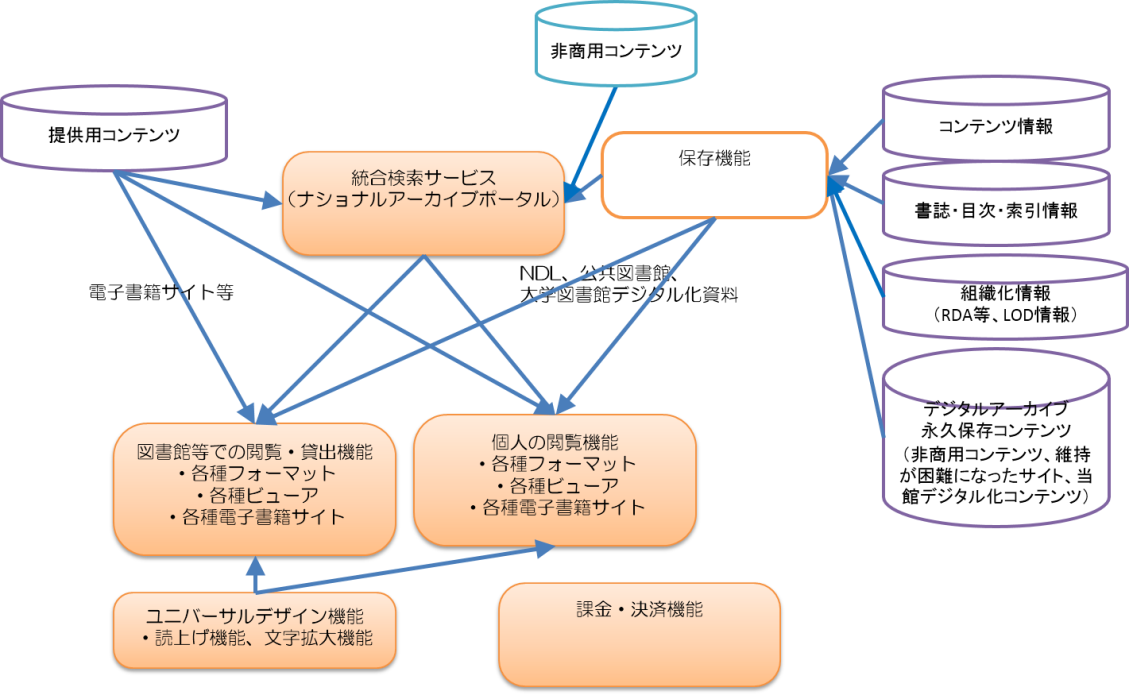 非商用コンテンツ
提供用コンテンツ
コンテンツ情報
保存機能
統合検索サービス
（ナショナルアーカイブポータル）
書誌・目次・索引情報
NDL、公共図書館、
大学図書館デジタル化資料
電子書籍サイト等
組織化情報
（RDA等、LOD情報）
デジタルアーカイブ
永久保存コンテンツ
（非商用コンテンツ、維持
が困難になったサイト、当
館デジタル化コンテンツ）
図書館等での閲覧・貸出機能
・各種フォーマット
・各種ビューア
・各種電子書籍サイト
個人の閲覧機能
・各種フォーマット
・各種ビューア
・各種電子書籍サイト
ユニバーサルデザイン機能
・読上げ機能、文字拡大機能
課金・決済機能